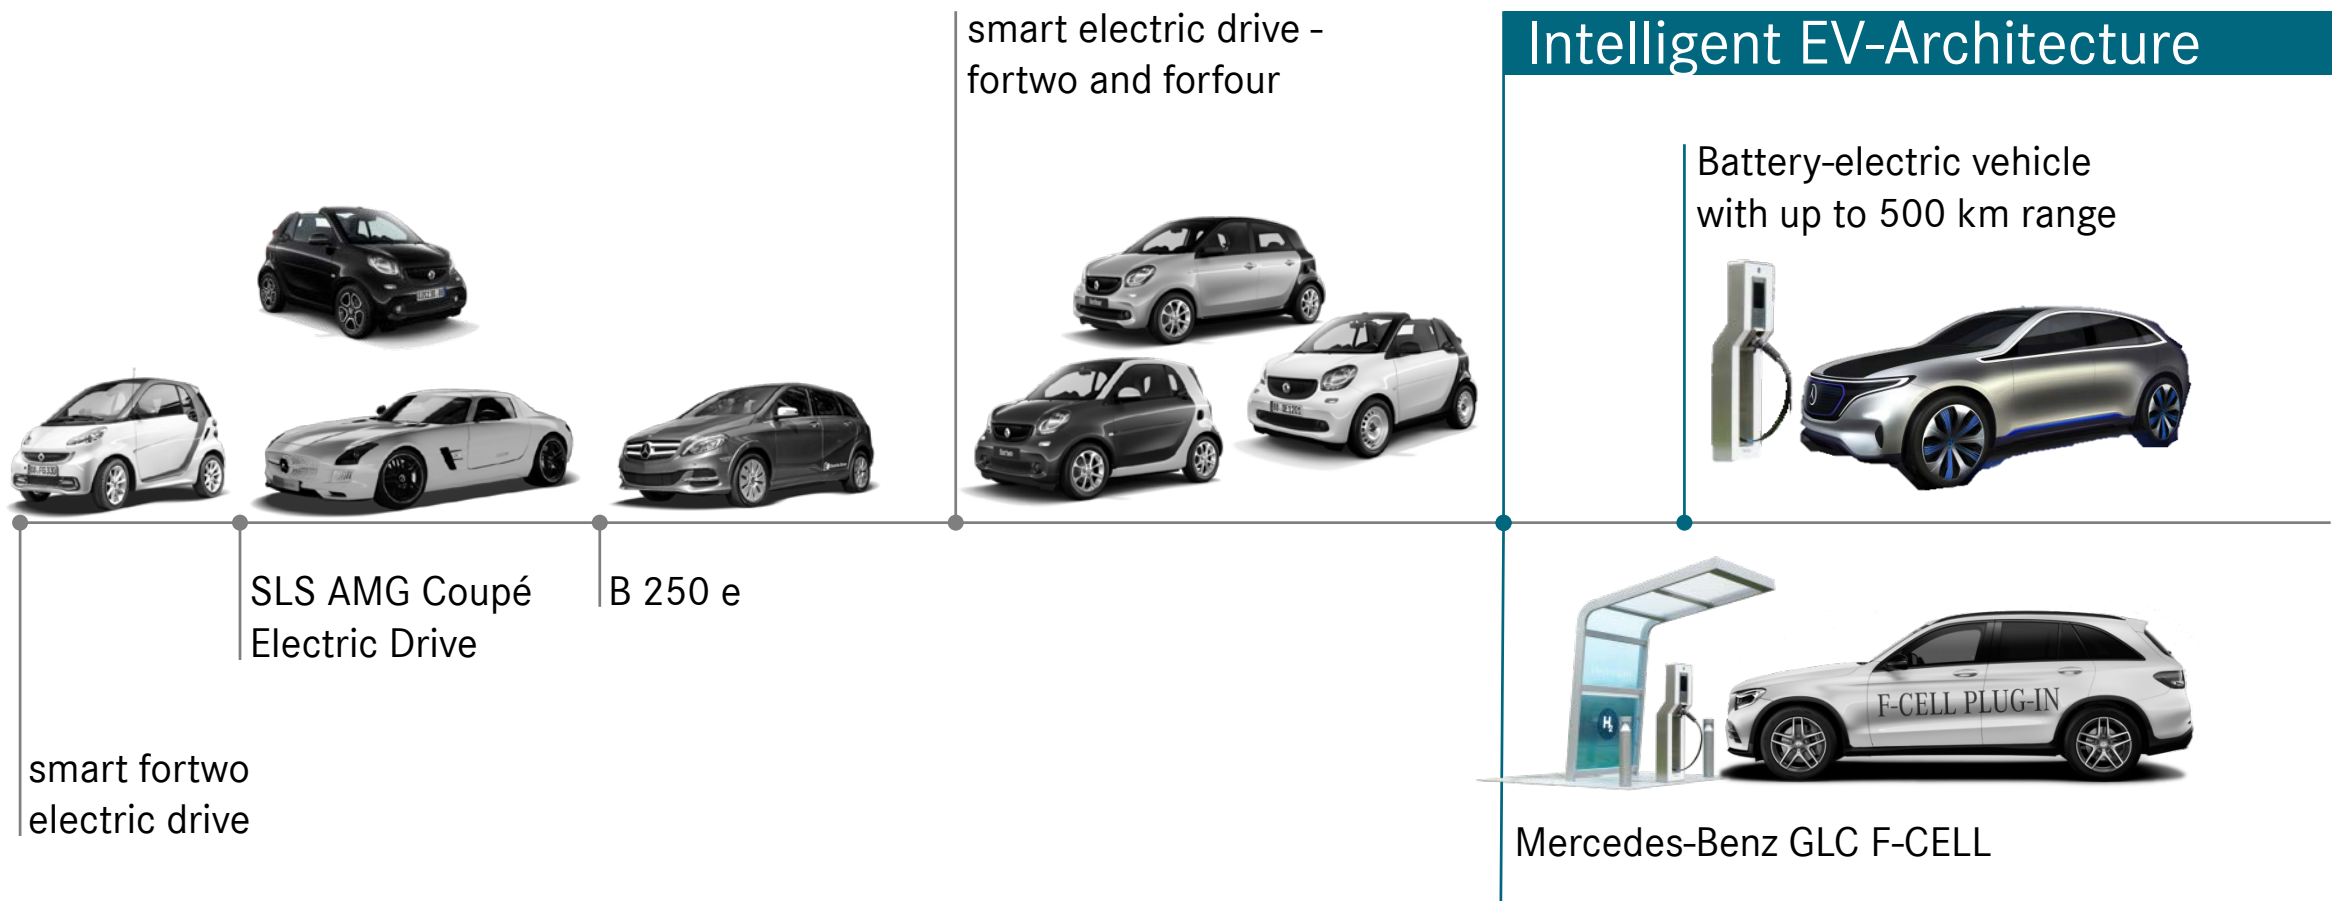 smart electric drive -
fortwo and forfour
Intelligent EV-Architecture
Battery-electric vehicle
with up to 500 km range
SLS AMG Coupé
Electric Drive
B 250 e
smart fortwo
electric drive
H2
F-CELL PLUG-IN
Mercedes-Benz GLC F-CELL